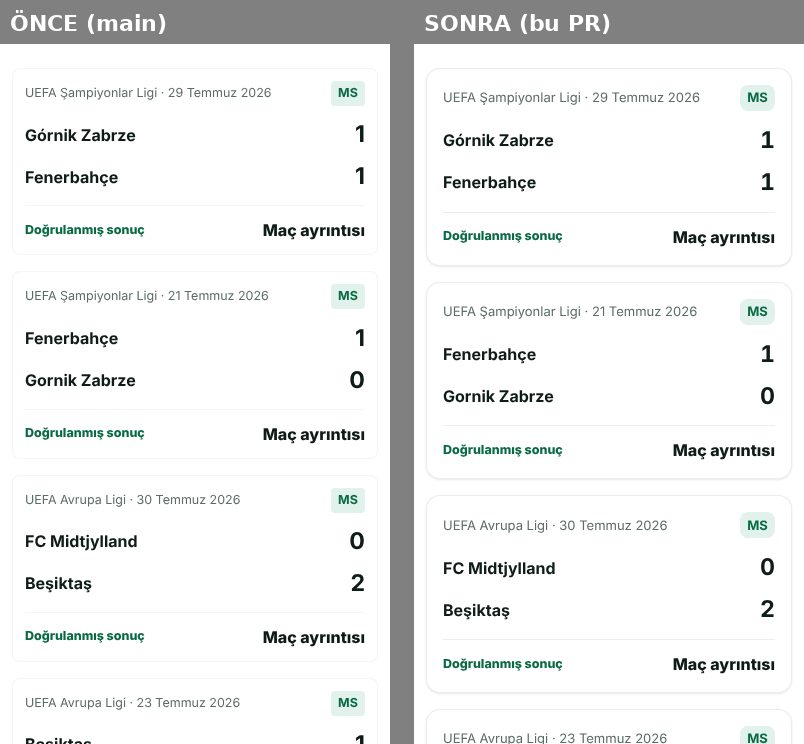 ÖNCE (main)
UEFA Şampiyonlar Ligi · 29 Temmuz 2026 MS
Górnik Zabrze 1
Fenerbahçe 1
Doğrulanmış sonuç Maç ayrıntısı
UEFA Şampiyonlar Ligi · 21 Temmuz 2026 MS
Fenerbahçe 1
Gornik Zabrze 0
Doğrulanmış sonuç Maç ayrıntısı
UEFA Avrupa Ligi · 30 Temmuz 2026 MS
FC Midtjylland 0
Beşiktaş 2
Doğrulanmış sonuç Maç ayrıntısı
UEFA Avrupa Ligi · 23 Temmuz 2026 MS
Beşiktaş 1
SONRA (bu PR)
UEFA Şampiyonlar Ligi · 29 Temmuz 2026 MS
Górnik Zabrze 1
Fenerbahçe 1
Doğrulanmış sonuç Maç ayrıntısı
UEFA Şampiyonlar Ligi · 21 Temmuz 2026 MS
Fenerbahçe 1
Gornik Zabrze 0
Doğrulanmış sonuç Maç ayrıntısı
UEFA Avrupa Ligi · 30 Temmuz 2026 MS
FC Midtjylland 0
Beşiktaş 2
Doğrulanmış sonuç Maç ayrıntısı
UEFA Avrupa Ligi · 23 Temmuz 2026 MS